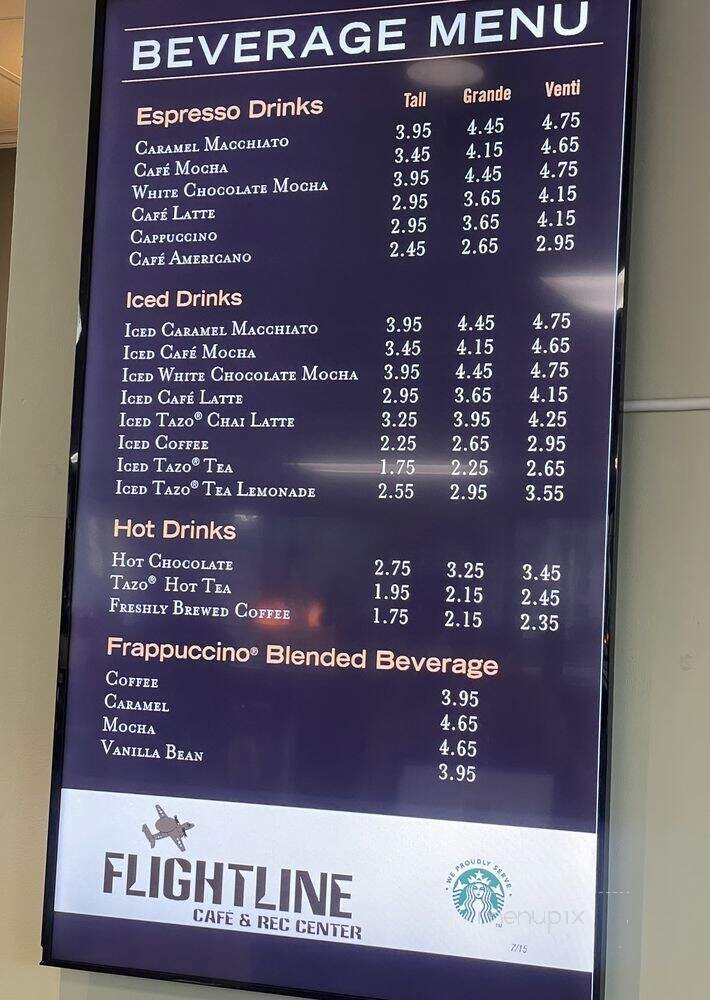 BEVERAGE MENU
Espresso Drinks Tall Grande Venti
Caramel Macchiato 3.95 4.45 4.75
Café Mocha 3.45 4.15 4.65
White Chocolate Mocha 3.95 4.45 4.75
Café Latte 2.95 3.65 4.15
Cappuccino 2.95 3.65 4.15
Café Americano 2.45 2.65 2.95
Iced Drinks
Iced Caramel Macchiato 3.95 4.45 4.75
Iced Café Mocha 3.45 4.15 4.65
Iced White Chocolate Mocha 3.95 4.45 4.75
Iced Café Latte 2.95 3.65 4.15
Iced Tazo® Chai Latte 3.25 3.95 4.25
Iced Coffee 2.25 2.65 2.95
Iced Tazo® Tea 1.75 2.25 2.65
Iced Tazo® Tea Lemonade 2.55 2.95 3.55
Hot Drinks
Hot Chocolate 2.75 3.25 3.45
Tazo® Hot Tea 1.95 2.15 2.45
Freshly Brewed Coffee 1.75 2.15 2.35
Frappuccino® Blended Beverage
Coffee 3.95
Caramel 4.65
Mocha 4.65
Vanilla Bean 3.95
FLIGHTLINE
CAFÉ & REC CENTER
WE PROUDLY SERVE
TM
menupix
7/15